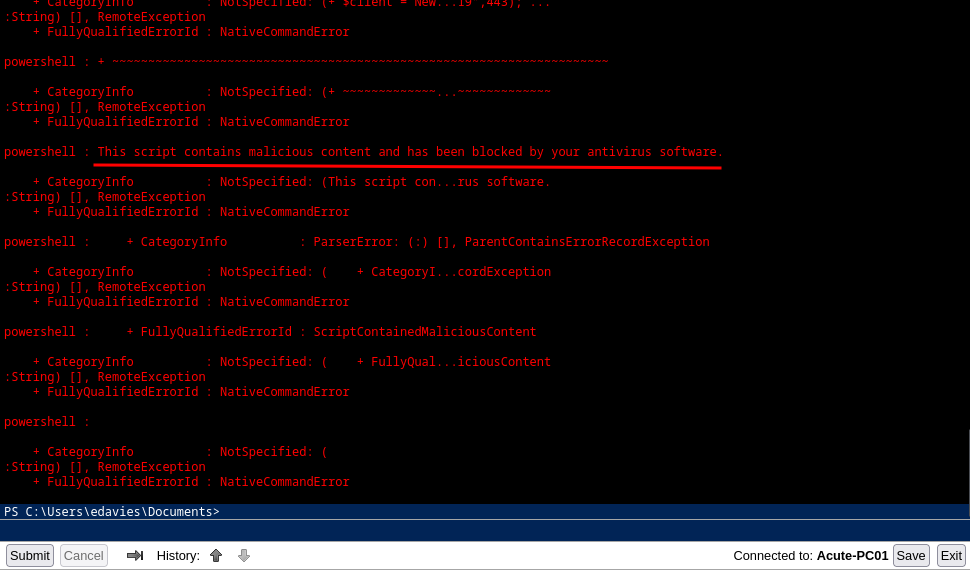 + CategoryInfo          : NotSpecified: (+ $client = New...19",443); ...
:String) [], RemoteException
    + FullyQualifiedErrorId : NativeCommandError
powershell : + ~~~~~~~~~~~~~~~~~~~~~~~~~~~~~~~~~~~~~~~~~~~~~~~~~~~~~~~~~~~~~~~~~~~~~
    + CategoryInfo          : NotSpecified: (+ ~~~~~~~~~~~~~...~~~~~~~~~~~~~
:String) [], RemoteException
    + FullyQualifiedErrorId : NativeCommandError
powershell : This script contains malicious content and has been blocked by your antivirus software.
    + CategoryInfo          : NotSpecified: (This script con...rus software.
:String) [], RemoteException
    + FullyQualifiedErrorId : NativeCommandError
powershell :     + CategoryInfo          : ParserError: (:) [], ParentContainsErrorRecordException
    + CategoryInfo          : NotSpecified: (    + CategoryI...cordException
:String) [], RemoteException
    + FullyQualifiedErrorId : NativeCommandError
powershell :     + FullyQualifiedErrorId : ScriptContainedMaliciousContent
    + CategoryInfo          : NotSpecified: (    + FullyQual...iciousContent
:String) [], RemoteException
    + FullyQualifiedErrorId : NativeCommandError
powershell :
    + CategoryInfo          : NotSpecified: (
:String) [], RemoteException
    + FullyQualifiedErrorId : NativeCommandError
PS C:\Users\edavies\Documents>
Submit Cancel History: Connected to: Acute-PC01 Save Exit